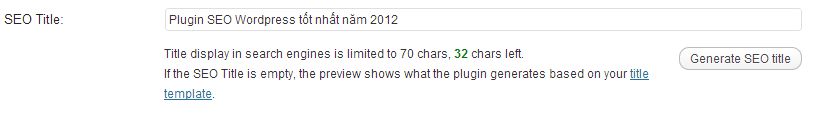 SEO Title:
Plugin SEO Wordpress tốt nhất năm 2012
Title display in search engines is limited to 70 chars, 32 chars left.
Generate SEO title
If the SEO Title is empty, the preview shows what the plugin generates based on your title
template.